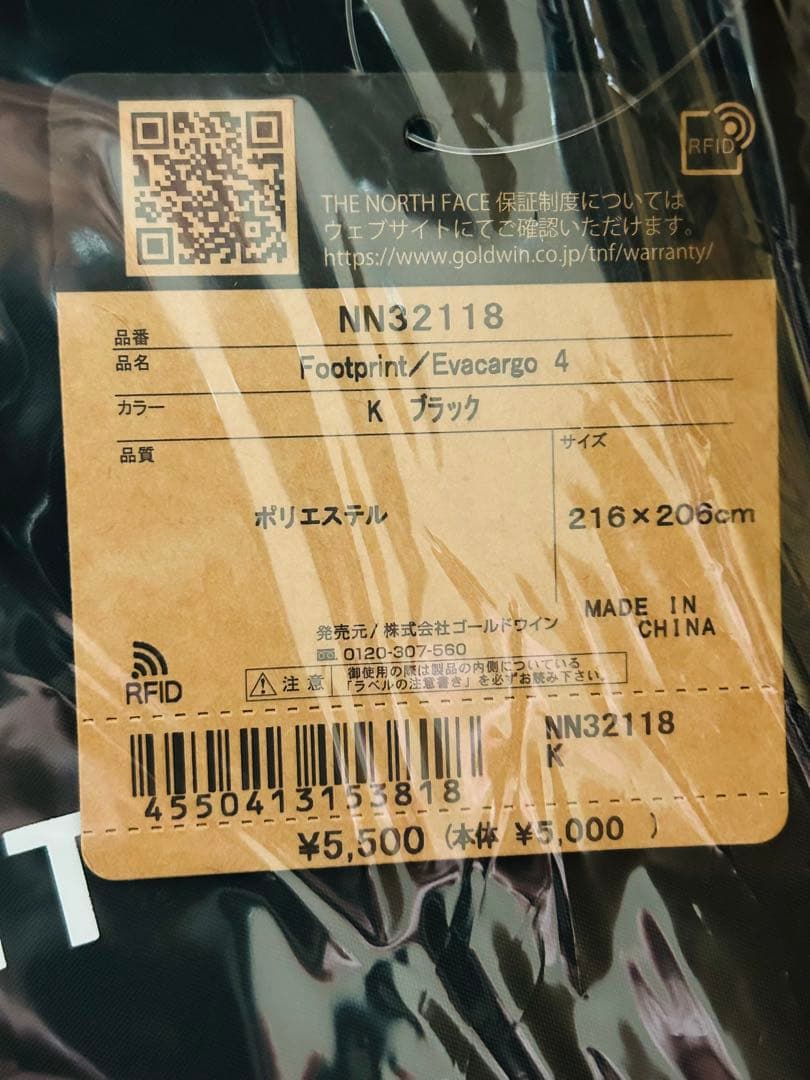 RFID
THE NORTH FACE 保証制度については
ウェブサイトにてご確認いただけます。
https://www.goldwin.co.jp/tnf/warranty/
品番 NN32118
品名 Footprint/Evacargo 4
カラー K ブラック
品質 サイズ
ポリエステル 216×206cm
MADE IN
CHINA
発売元/株式会社ゴールドウイン
0120-307-560
RFID
注意 御使用の際は製品の内側についている
「ラベルの注意書き」を必ずお読み下さい。
NN32118
K
4550413153818
¥5,500 (本体 ¥5,000 )
T